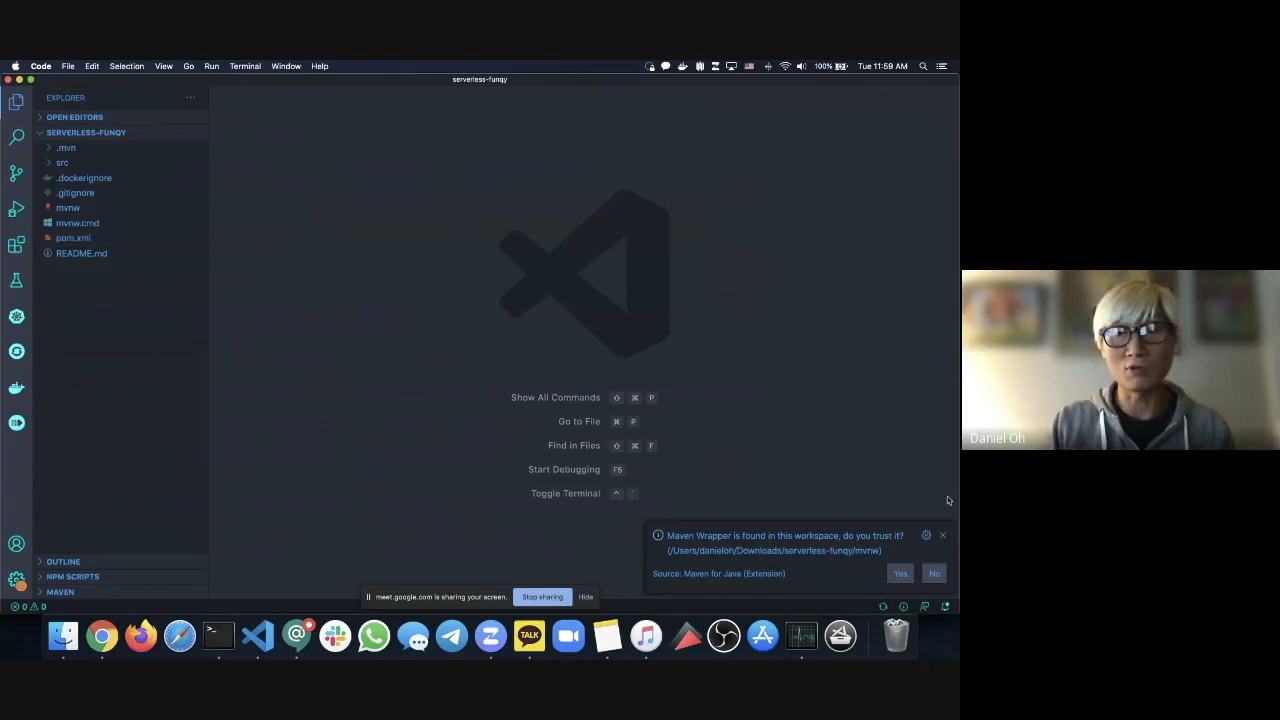 Code File Edit Selection View Go Run Terminal Window Help
100% Tue 11:59 AM
serverless-funqy
EXPLORER
OPEN EDITORS
SERVERLESS-FUNQY
.mvn
src
.dockerignore
.gitignore
mvnw
mvnw.cmd
pom.xml
README.md
Show All Commands ⇧ ⌘ P
Go to File ⌘ P
Find in Files ⇧ ⌘ F
Start Debugging F5
Toggle Terminal ^ `
Daniel Oh
Maven Wrapper is found in this workspace, do you trust it?
(/Users/danieloh/Downloads/serverless-funqy/mvnw)
Source: Maven for Java (Extension) Yes No
OUTLINE
NPM SCRIPTS
MAVEN
meet.google.com is sharing your screen. Stop sharing Hide
0 0
TALK